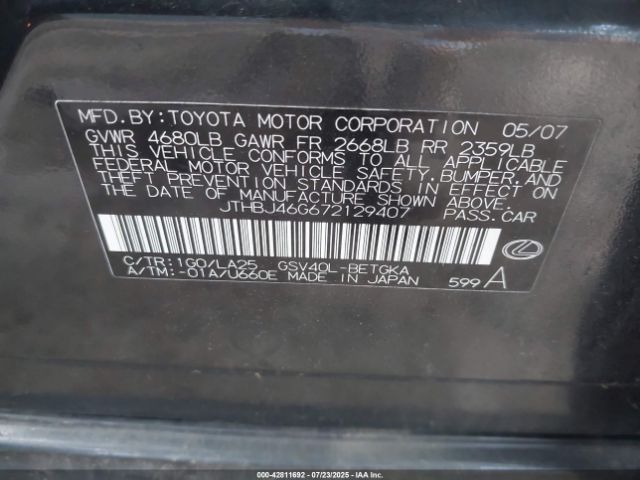 MFD.BY:TOYOTA MOTOR CORPORATION 05/07
GVWR 4680LB GAWR FR 2668LB RR 2359LB
THIS VEHICLE CONFORMS TO ALL APPLICABLE
FEDERAL MOTOR VEHICLE SAFETY, BUMPER, AND
THEFT PREVENTION STANDARDS IN EFFECT ON
THE DATE OF MANUFACTURE SHOWN ABOVE.
JTHBJ46G672129407 PASS.CAR
C/TR:1G0/LA25 GSV40L-BETGKA
A/TM:-01A/U660E MADE IN JAPAN 599 A
000-42811692 - 07/23/2025 - IAAI.COM